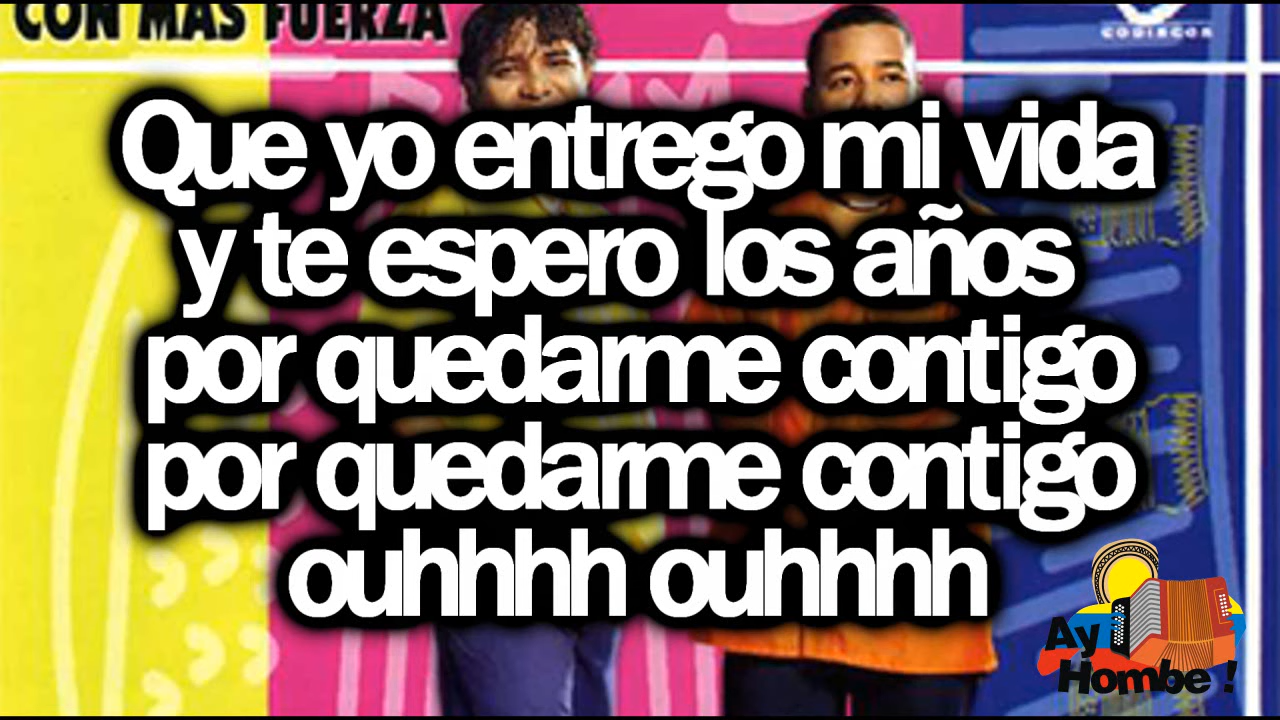 CON MAS FUERZA
CODISCOS
Que yo entrego mi vida
y te espero los años
por quedarme contigo
por quedarme contigo
ouhhhh ouhhhh
Ay
Hombe !